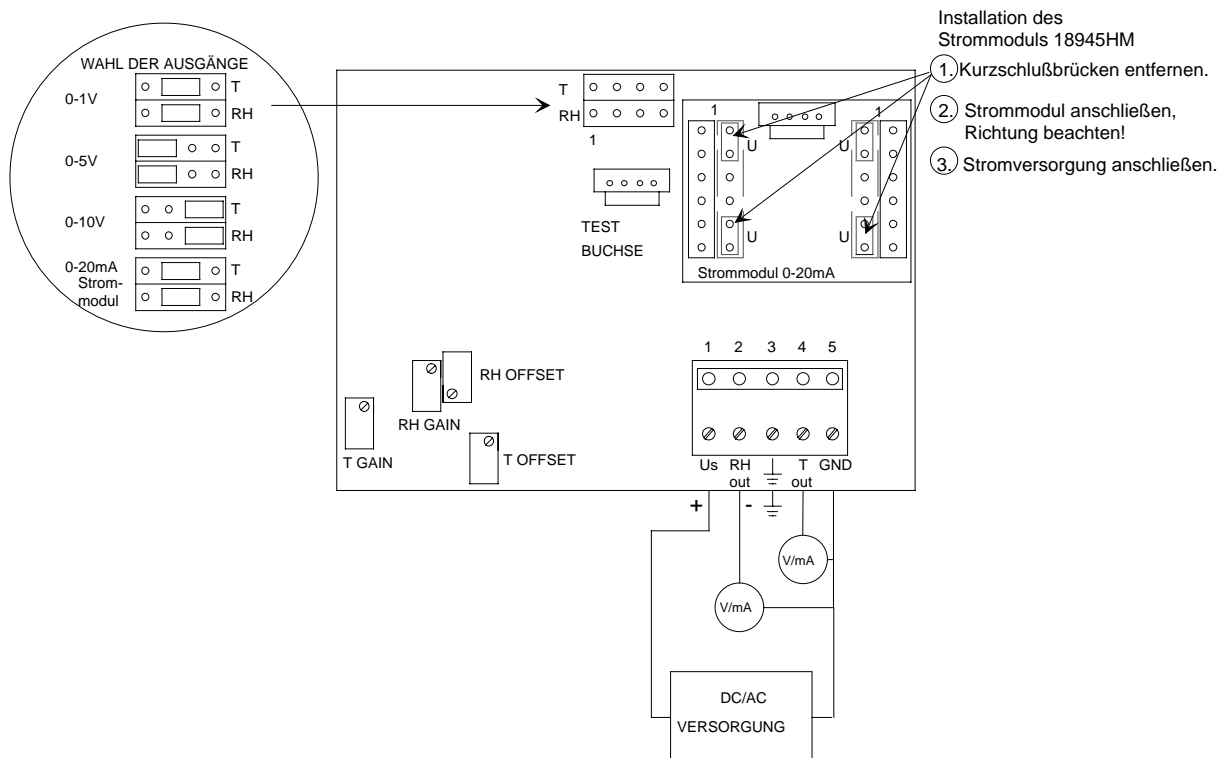 Installation des
Strommoduls 18945HM
1. Kurzschlußbrücken entfernen.
2. Strommodul anschließen,
Richtung beachten!
3. Stromversorgung anschließen.
WAHL DER AUSGÄNGE
0-1V
T
RH
0-5V
T
RH
0-10V
T
RH
0-20mA
Strom-
modul
T
RH
T
RH
1
TEST
BUCHSE
1
1
U
U
U
U
Strommodul 0-20mA
RH OFFSET
RH GAIN
T GAIN
T OFFSET
1 2 3 4 5
Us RH T GND
out out
+ -
V/mA
V/mA
DC/AC
VERSORGUNG